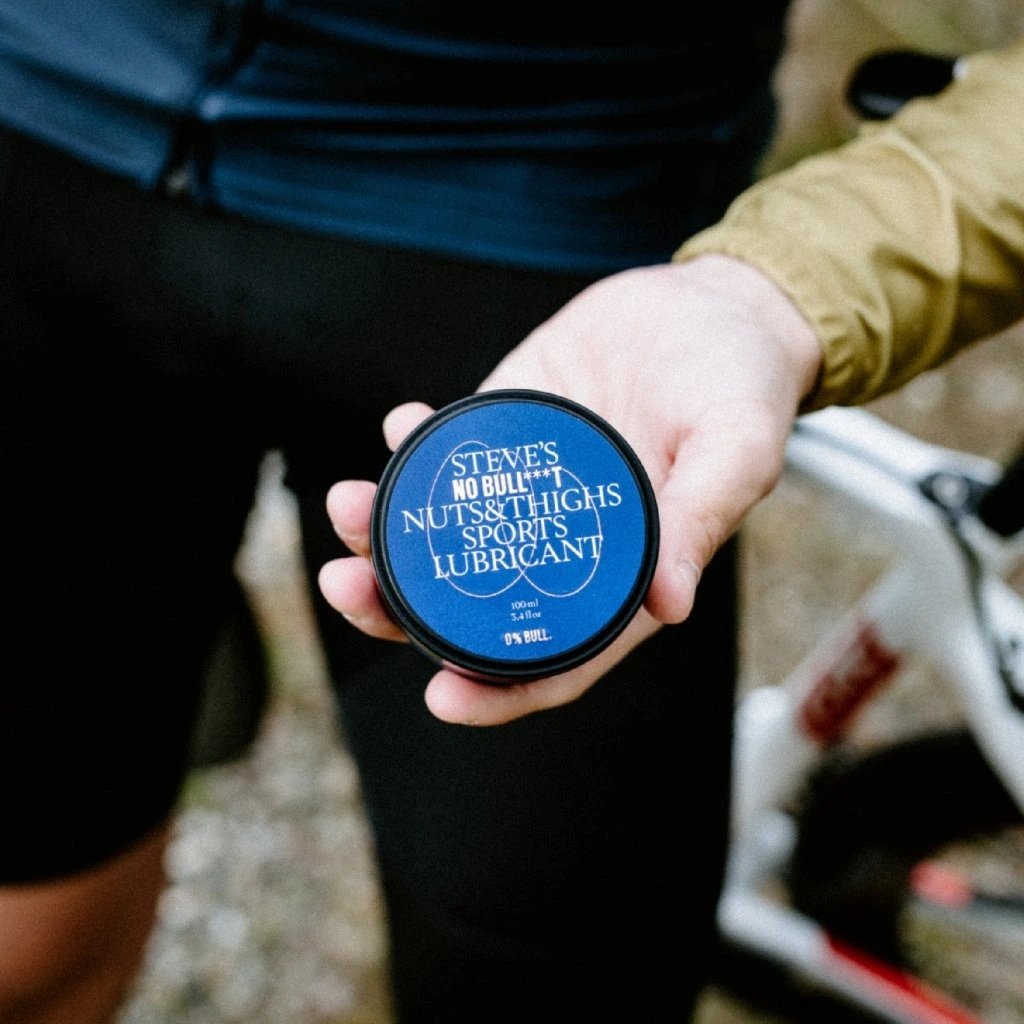 STEVE'S
NO BULL***T
NUTS&THIGHS
SPORTS
LUBRICANT
100 ml
3,4 fl oz
0% BULL.